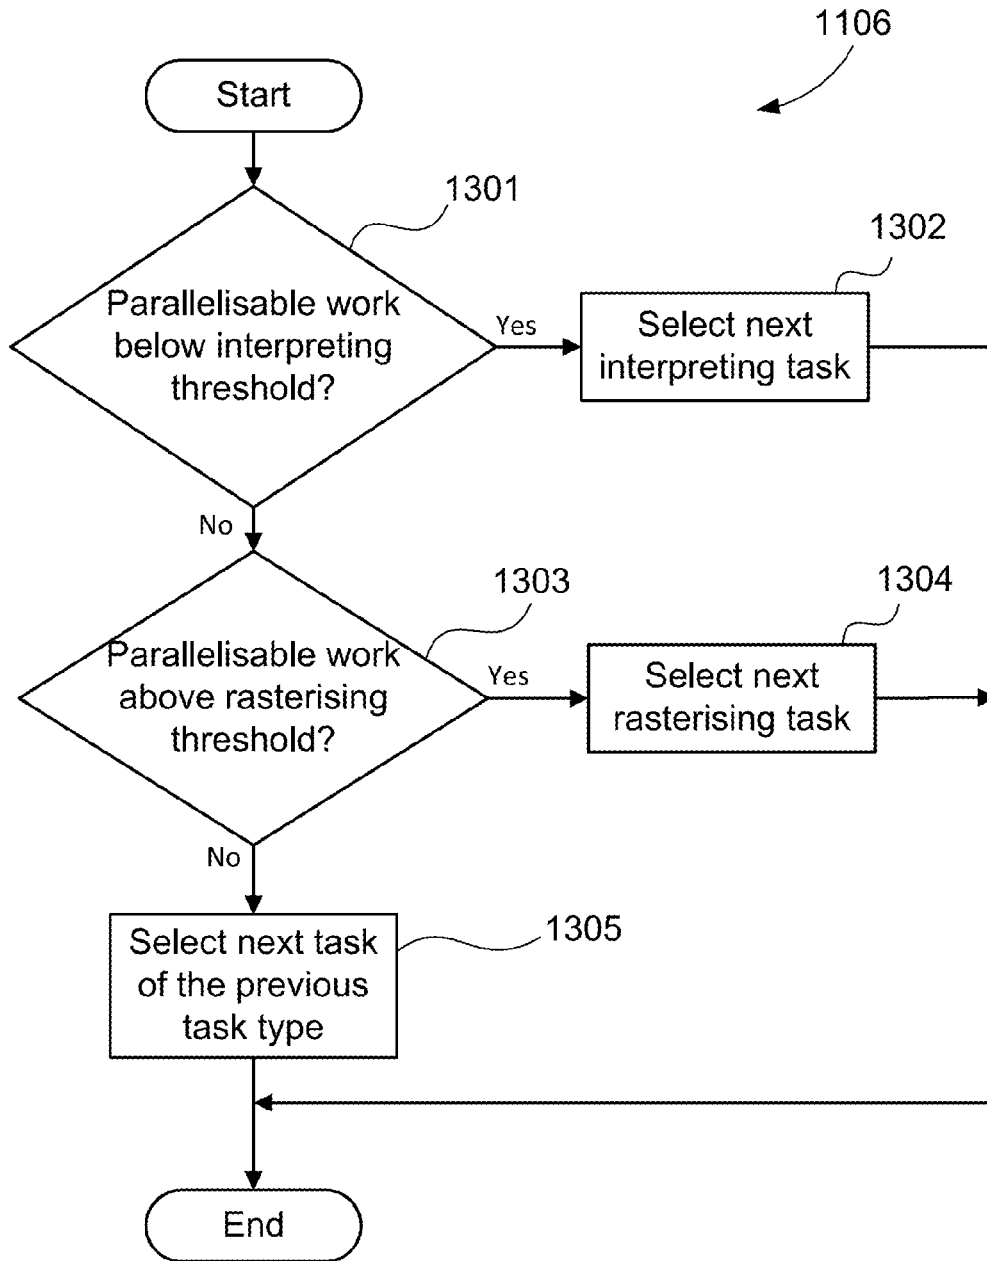 1106
Start
1301
Parallelisable work
below interpreting
threshold?
Yes
1302
Select next
interpreting task
No
1303
Parallelisable work
above rasterising
threshold?
Yes
1304
Select next
rasterising task
No
1305
Select next task
of the previous
task type
End